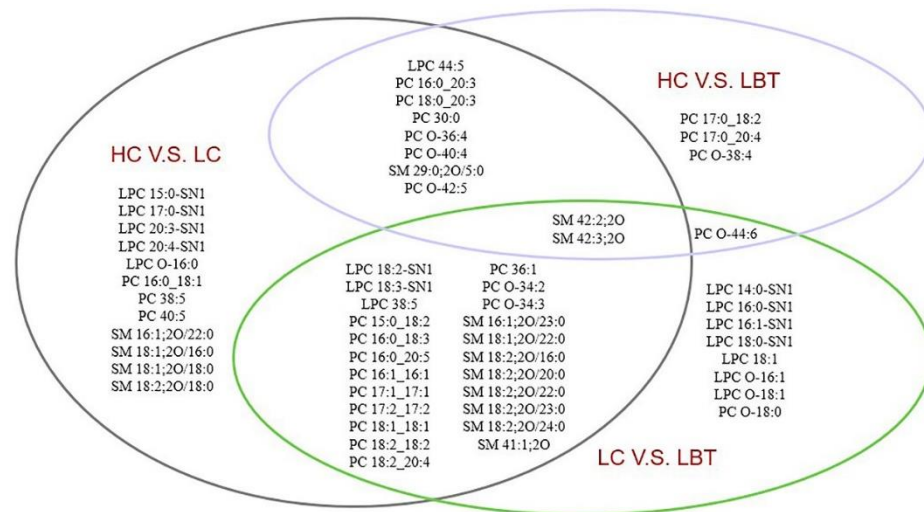 LPC 44:5
PC 16:0_20:3
PC 18:0_20:3
PC 30:0
PC O-36:4
PC O-40:4
SM 29:0;2O/5:0
PC O-42:5
HC V.S. LBT
PC 17:0_18:2
PC 17:0_20:4
PC O-38:4
HC V.S. LC
LPC 15:0-SN1
LPC 17:0-SN1
LPC 20:3-SN1
LPC 20:4-SN1
LPC O-16:0
PC 16:0_18:1
PC 38:5
PC 40:5
SM 16:1;2O/22:0
SM 18:1;2O/16:0
SM 18:1;2O/18:0
SM 18:2;2O/18:0
SM 42:2;2O
SM 42:3;2O
PC O-44:6
LPC 18:2-SN1
LPC 18:3-SN1
LPC 38:5
PC 15:0_18:2
PC 16:0_18:3
PC 16:0_20:5
PC 16:1_16:1
PC 17:1_17:1
PC 17:2_17:2
PC 18:1_18:1
PC 18:2_18:2
PC 18:2_20:4
PC 36:1
PC O-34:2
PC O-34:3
SM 16:1;2O/23:0
SM 18:1;2O/22:0
SM 18:2;2O/16:0
SM 18:2;2O/20:0
SM 18:2;2O/22:0
SM 18:2;2O/23:0
SM 18:2;2O/24:0
SM 41:1;2O
LPC 14:0-SN1
LPC 16:0-SN1
LPC 16:1-SN1
LPC 18:0-SN1
LPC 18:1
LPC O-16:1
LPC O-18:1
PC O-18:0
LC V.S. LBT